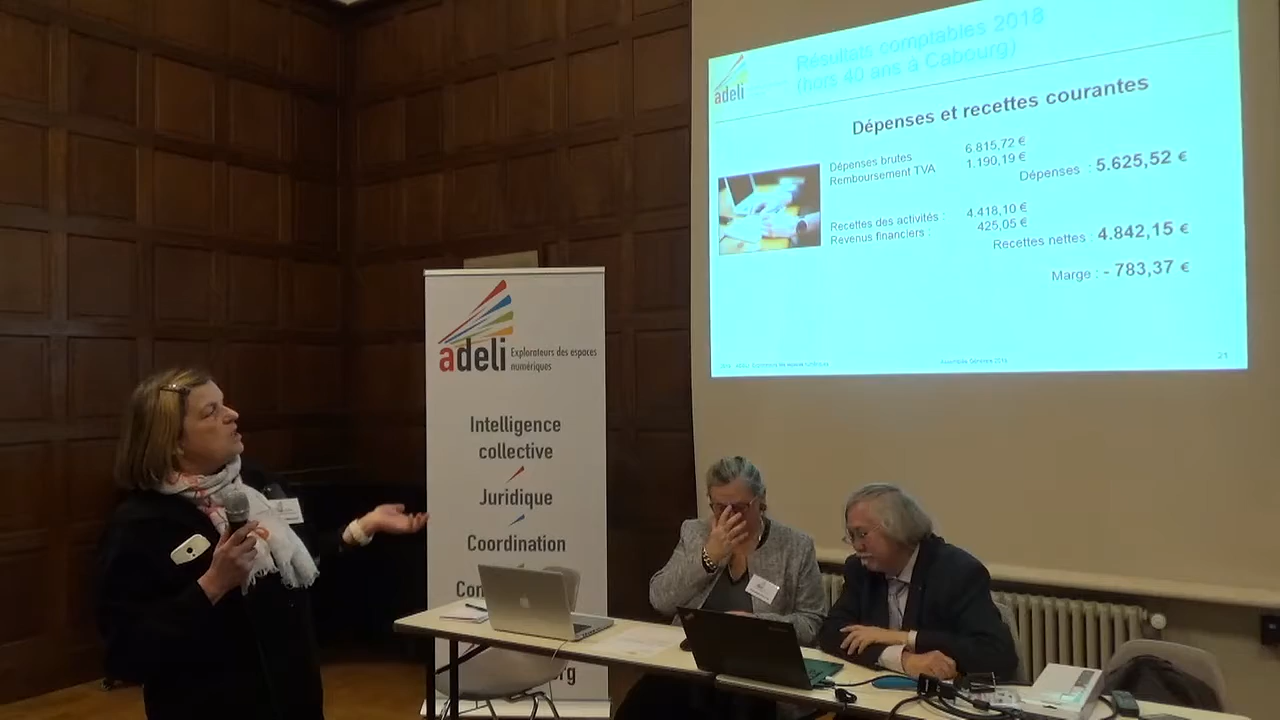 Résultats comptables 2018
(hors 40 ans à Cabourg)
adeli
Dépenses et recettes courantes
Dépenses brutes 6 815,72 €
Remboursement TVA 1.190,19 €
Dépenses : 5.625,52 €
Recettes des activités : 4.418,10 €
Revenus financiers : 425,05 €
Recettes nettes : 4.842,15 €
Marge : - 783,37 €
21
adeli Explorateurs des espaces
numériques
Intelligence
collective
Juridique
Coordination